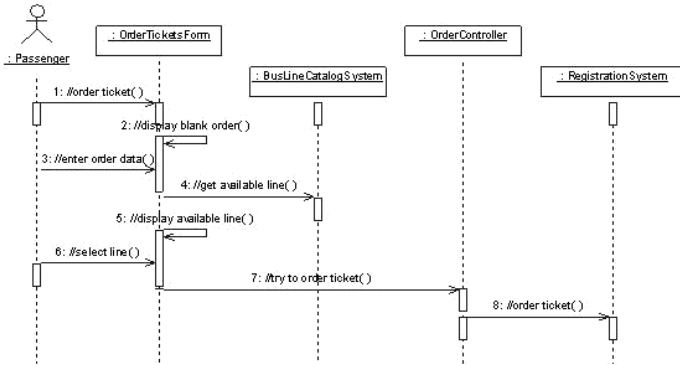 : OrderTicketsForm
: OrderController
: Passenger
: BusLineCatalogSystem
: RegistrationSystem
1: //order ticket( )
2: //display blank order( )
3: //enter order data( )
4: //get available line( )
5: //display available line( )
6: //select line( )
7: //try to order ticket( )
8: //order ticket( )